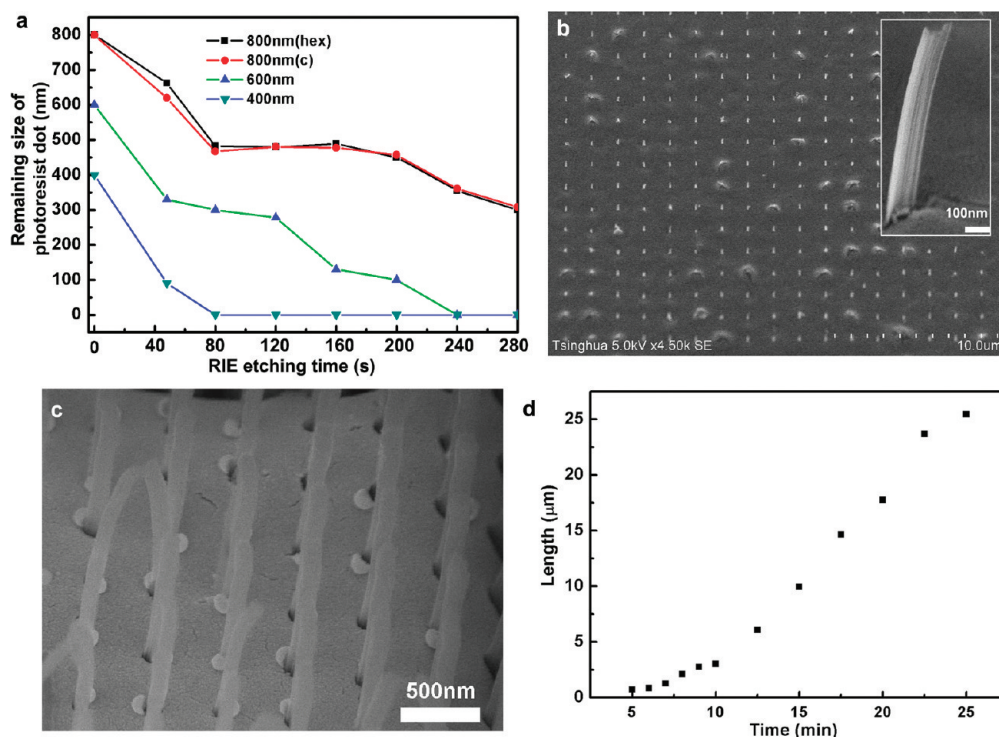 a
800
700
600
500
400
300
200
100
0
Remaining size of
photoresist dot (nm)
800nm(hex)
800nm(c)
600nm
400nm
0 40 80 120 160 200 240 280
RIE etching time (s)
b
100nm
Tsinghua 5.0kV x4.50k SE
10.0um
c
500nm
d
25
20
15
10
5
0
Length (μm)
5 10 15 20 25
Time (min)